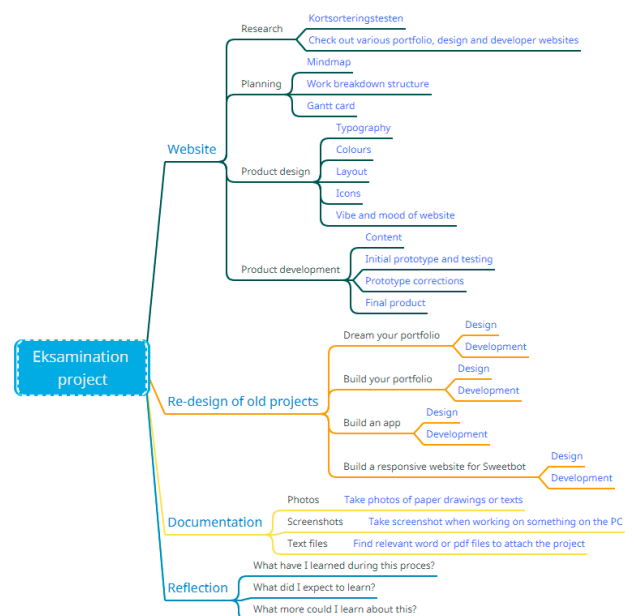 Eksamination
project
Website
Research
Kortsorteringstesten
Check out various portfolio, design and developer websites
Planning
Mindmap
Work breakdown structure
Gantt card
Product design
Typography
Colours
Layout
Icons
Vibe and mood of website
Product development
Content
Initial prototype and testing
Prototype corrections
Final product
Re-design of old projects
Dream your portfolio
Design
Development
Build your portfolio
Design
Development
Build an app
Design
Development
Build a responsive website for Sweetbot
Design
Development
Documentation
Photos
Take photos of paper drawings or texts
Screenshots
Take screenshot when working on something on the PC
Text files
Find relevant word or pdf files to attach the project
Reflection
What have I learned during this proces?
What did I expect to learn?
What more could I learn about this?